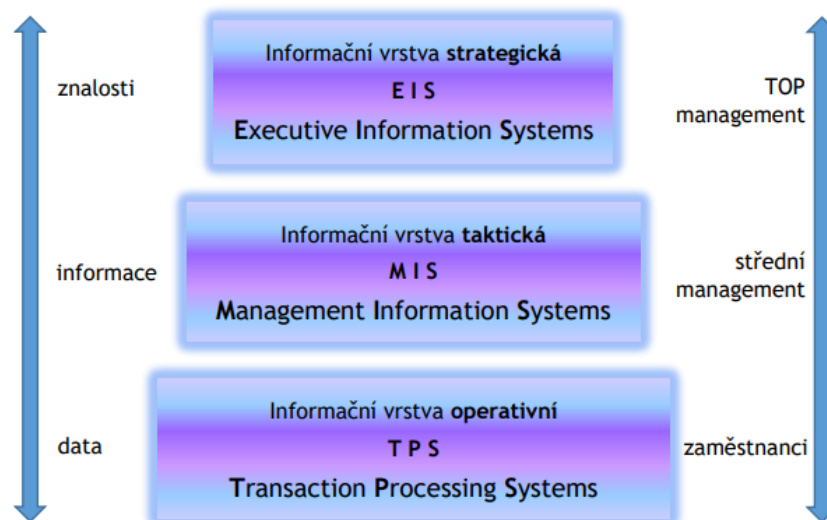 Informační vrstva strategická
znalosti
E I S
TOP
management
Executive Information Systems
Informační vrstva taktická
informace
M I S
střední
management
Management Information Systems
Informační vrstva operativní
data
T P S
zaměstnanci
Transaction Processing Systems